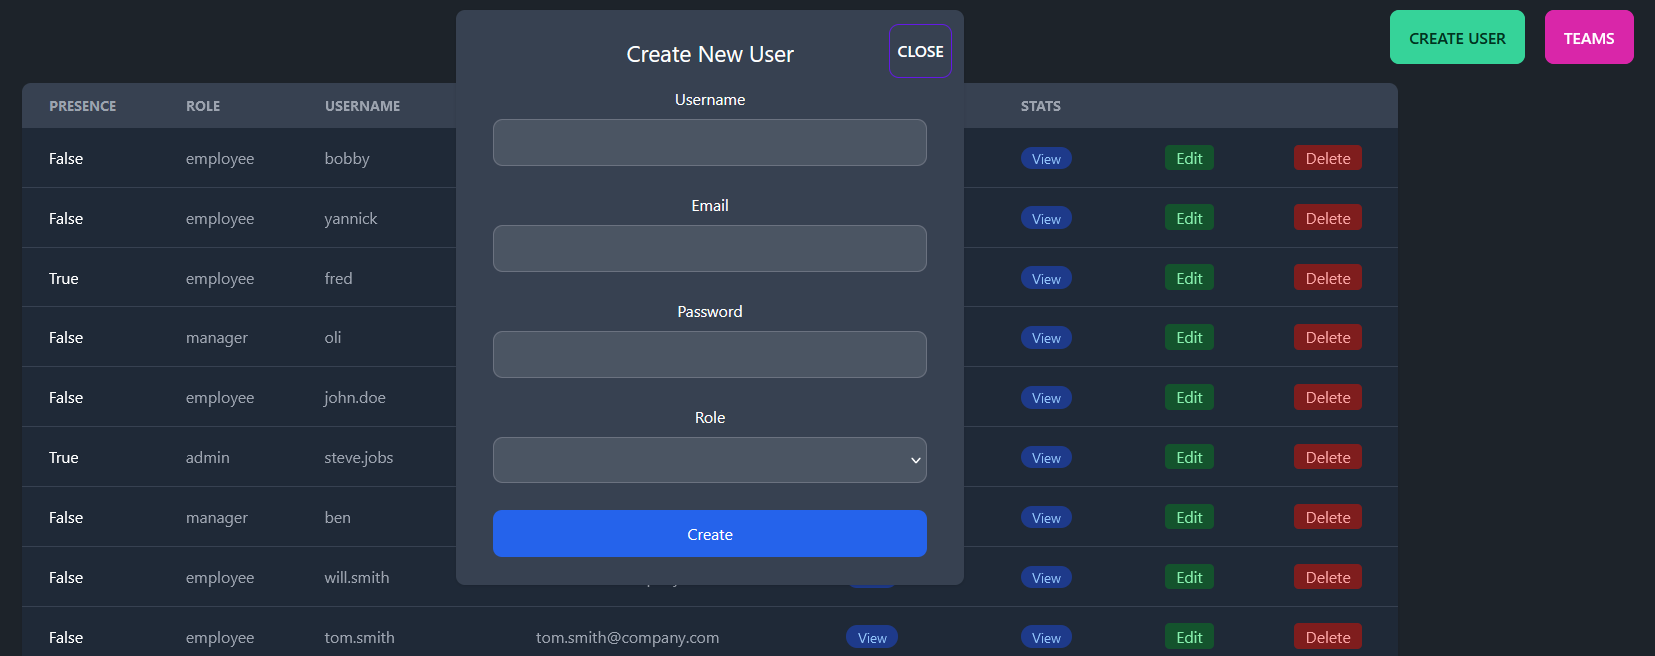 Create New User
CLOSE
CREATE USER
TEAMS
Username
Email
Password
Role
Create
PRESENCE ROLE USERNAME STATS
False employee bobby View Edit Delete
False employee yannick View Edit Delete
True employee fred View Edit Delete
False manager oli View Edit Delete
False employee john.doe View Edit Delete
True admin steve.jobs View Edit Delete
False manager ben View Edit Delete
False employee will.smith View Edit Delete
False employee tom.smith tom.smith@company.com View View Edit Delete